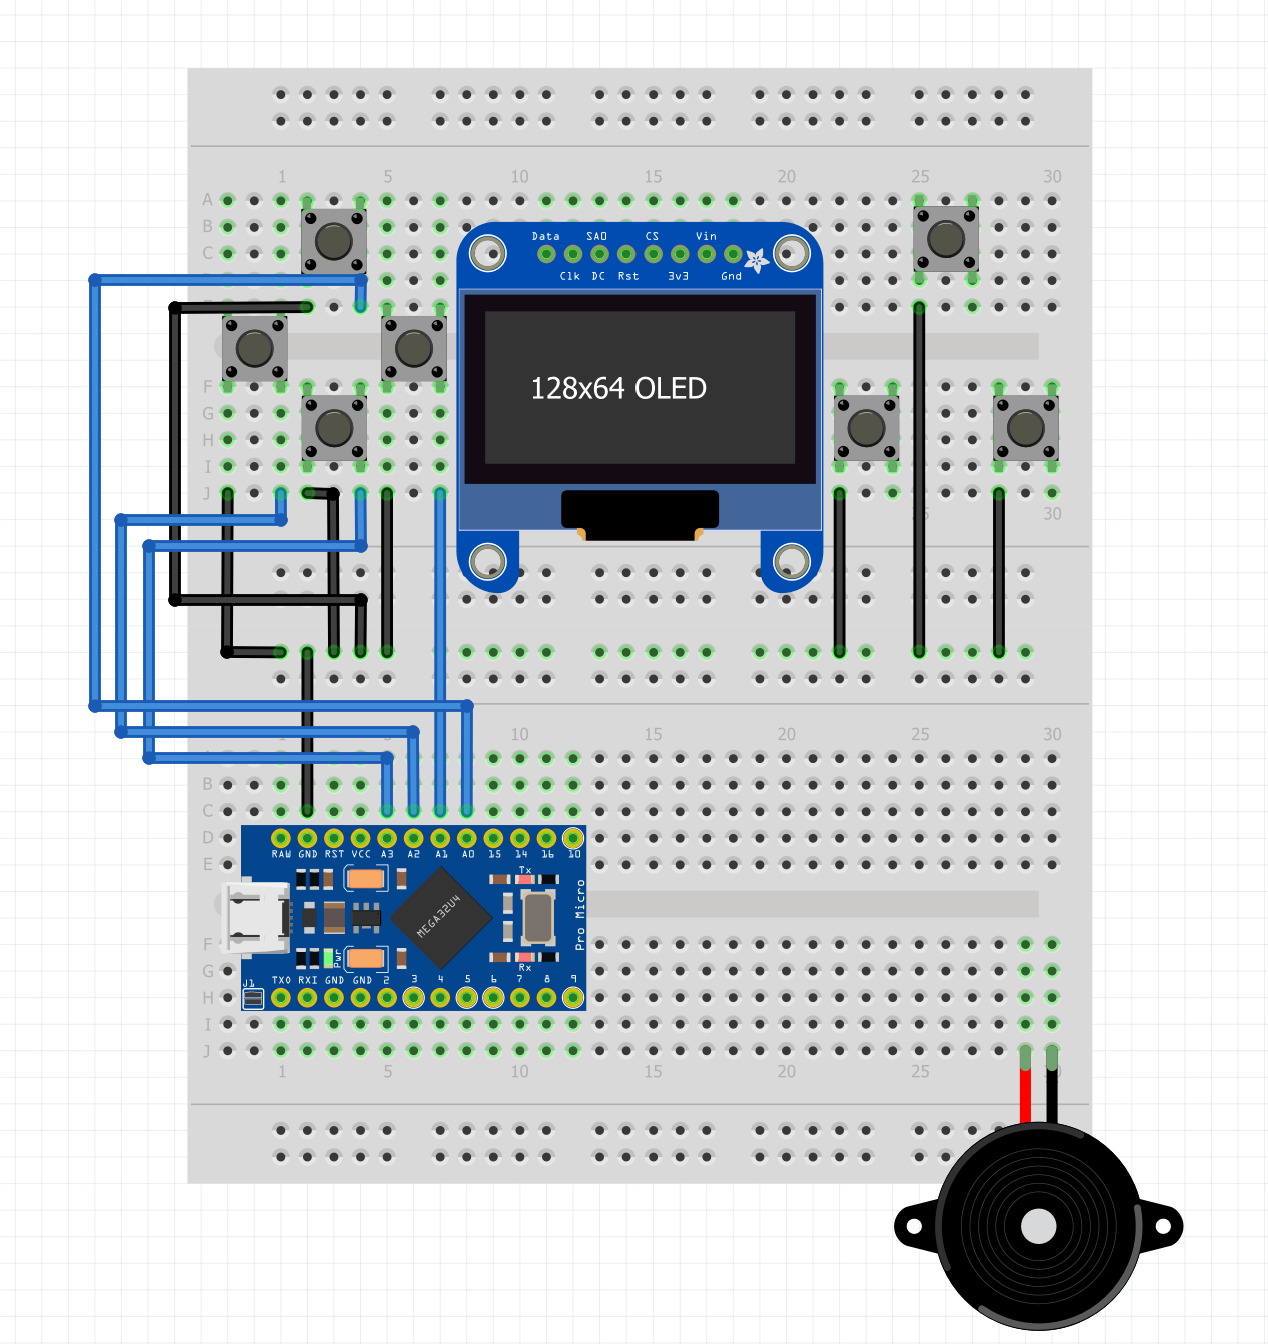 1 5 10 15 20 25 30
A
B
C
Data SAO CS Vin
Clk DC Rst 3v3 Gnd
128x64 OLED
F
G
H
I
J
30
10 15 20 25 30
B
C
D
E
RAW GND RST VCC A3 A2 A1 A0 15 14 16 10
Tx
MEGA32U4
Pro Micro
Pwr
Rx
J1
TXO RXI GND GND 2 3 4 5 6 7 8 9
F
G
H
I
J
1 5 10 15 20 25